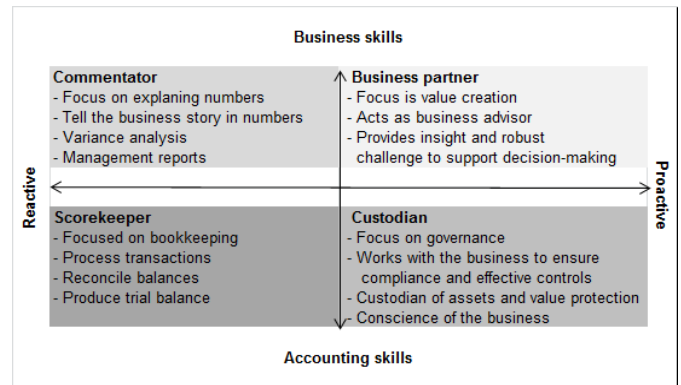 Business skills
Commentator
- Focus on explaning numbers
- Tell the business story in numbers
- Variance analysis
- Management reports
Business partner
- Focus is value creation
- Acts as business advisor
- Provides insight and robust
challenge to support decision-making
Reactive
Proactive
Scorekeeper
- Focused on bookkeeping
- Process transactions
- Reconcile balances
- Produce trial balance
Custodian
- Focus on governance
- Works with the business to ensure
compliance and effective controls
- Custodian of assets and value protection
- Conscience of the business
Accounting skills